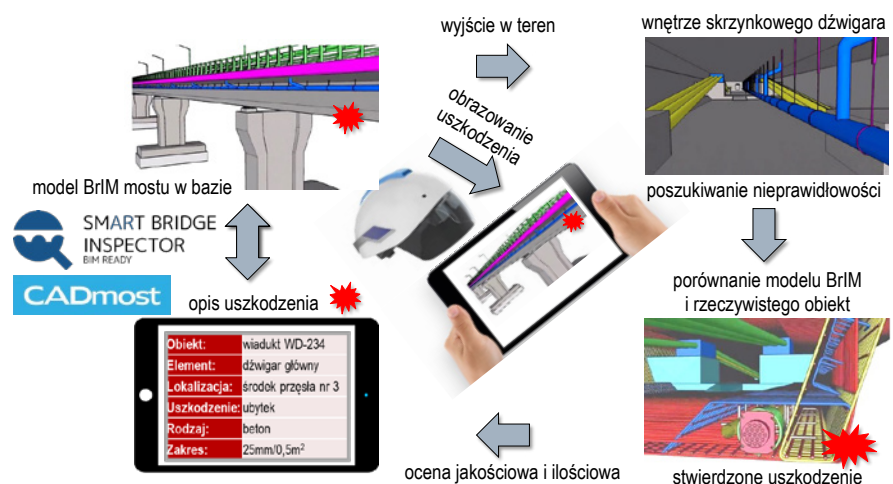 wyjście w teren
wnętrze skrzynkowego dźwigara
obrazowanie
uszkodzenia
model BrIM mostu w bazie
poszukiwanie nieprawidłowości
SMART BRIDGE
INSPECTOR
BIM READY
CADmost
opis uszkodzenia
porównanie modelu BrIM
i rzeczywistego obiekt
Obiekt: wiadukt WD-234
Element: dźwigar główny
Lokalizacja: środek przęsła nr 3
Uszkodzenie: ubytek
Rodzaj: beton
Zakres: 25mm/0,5m²
ocena jakościowa i ilościowa
stwierdzone uszkodzenie